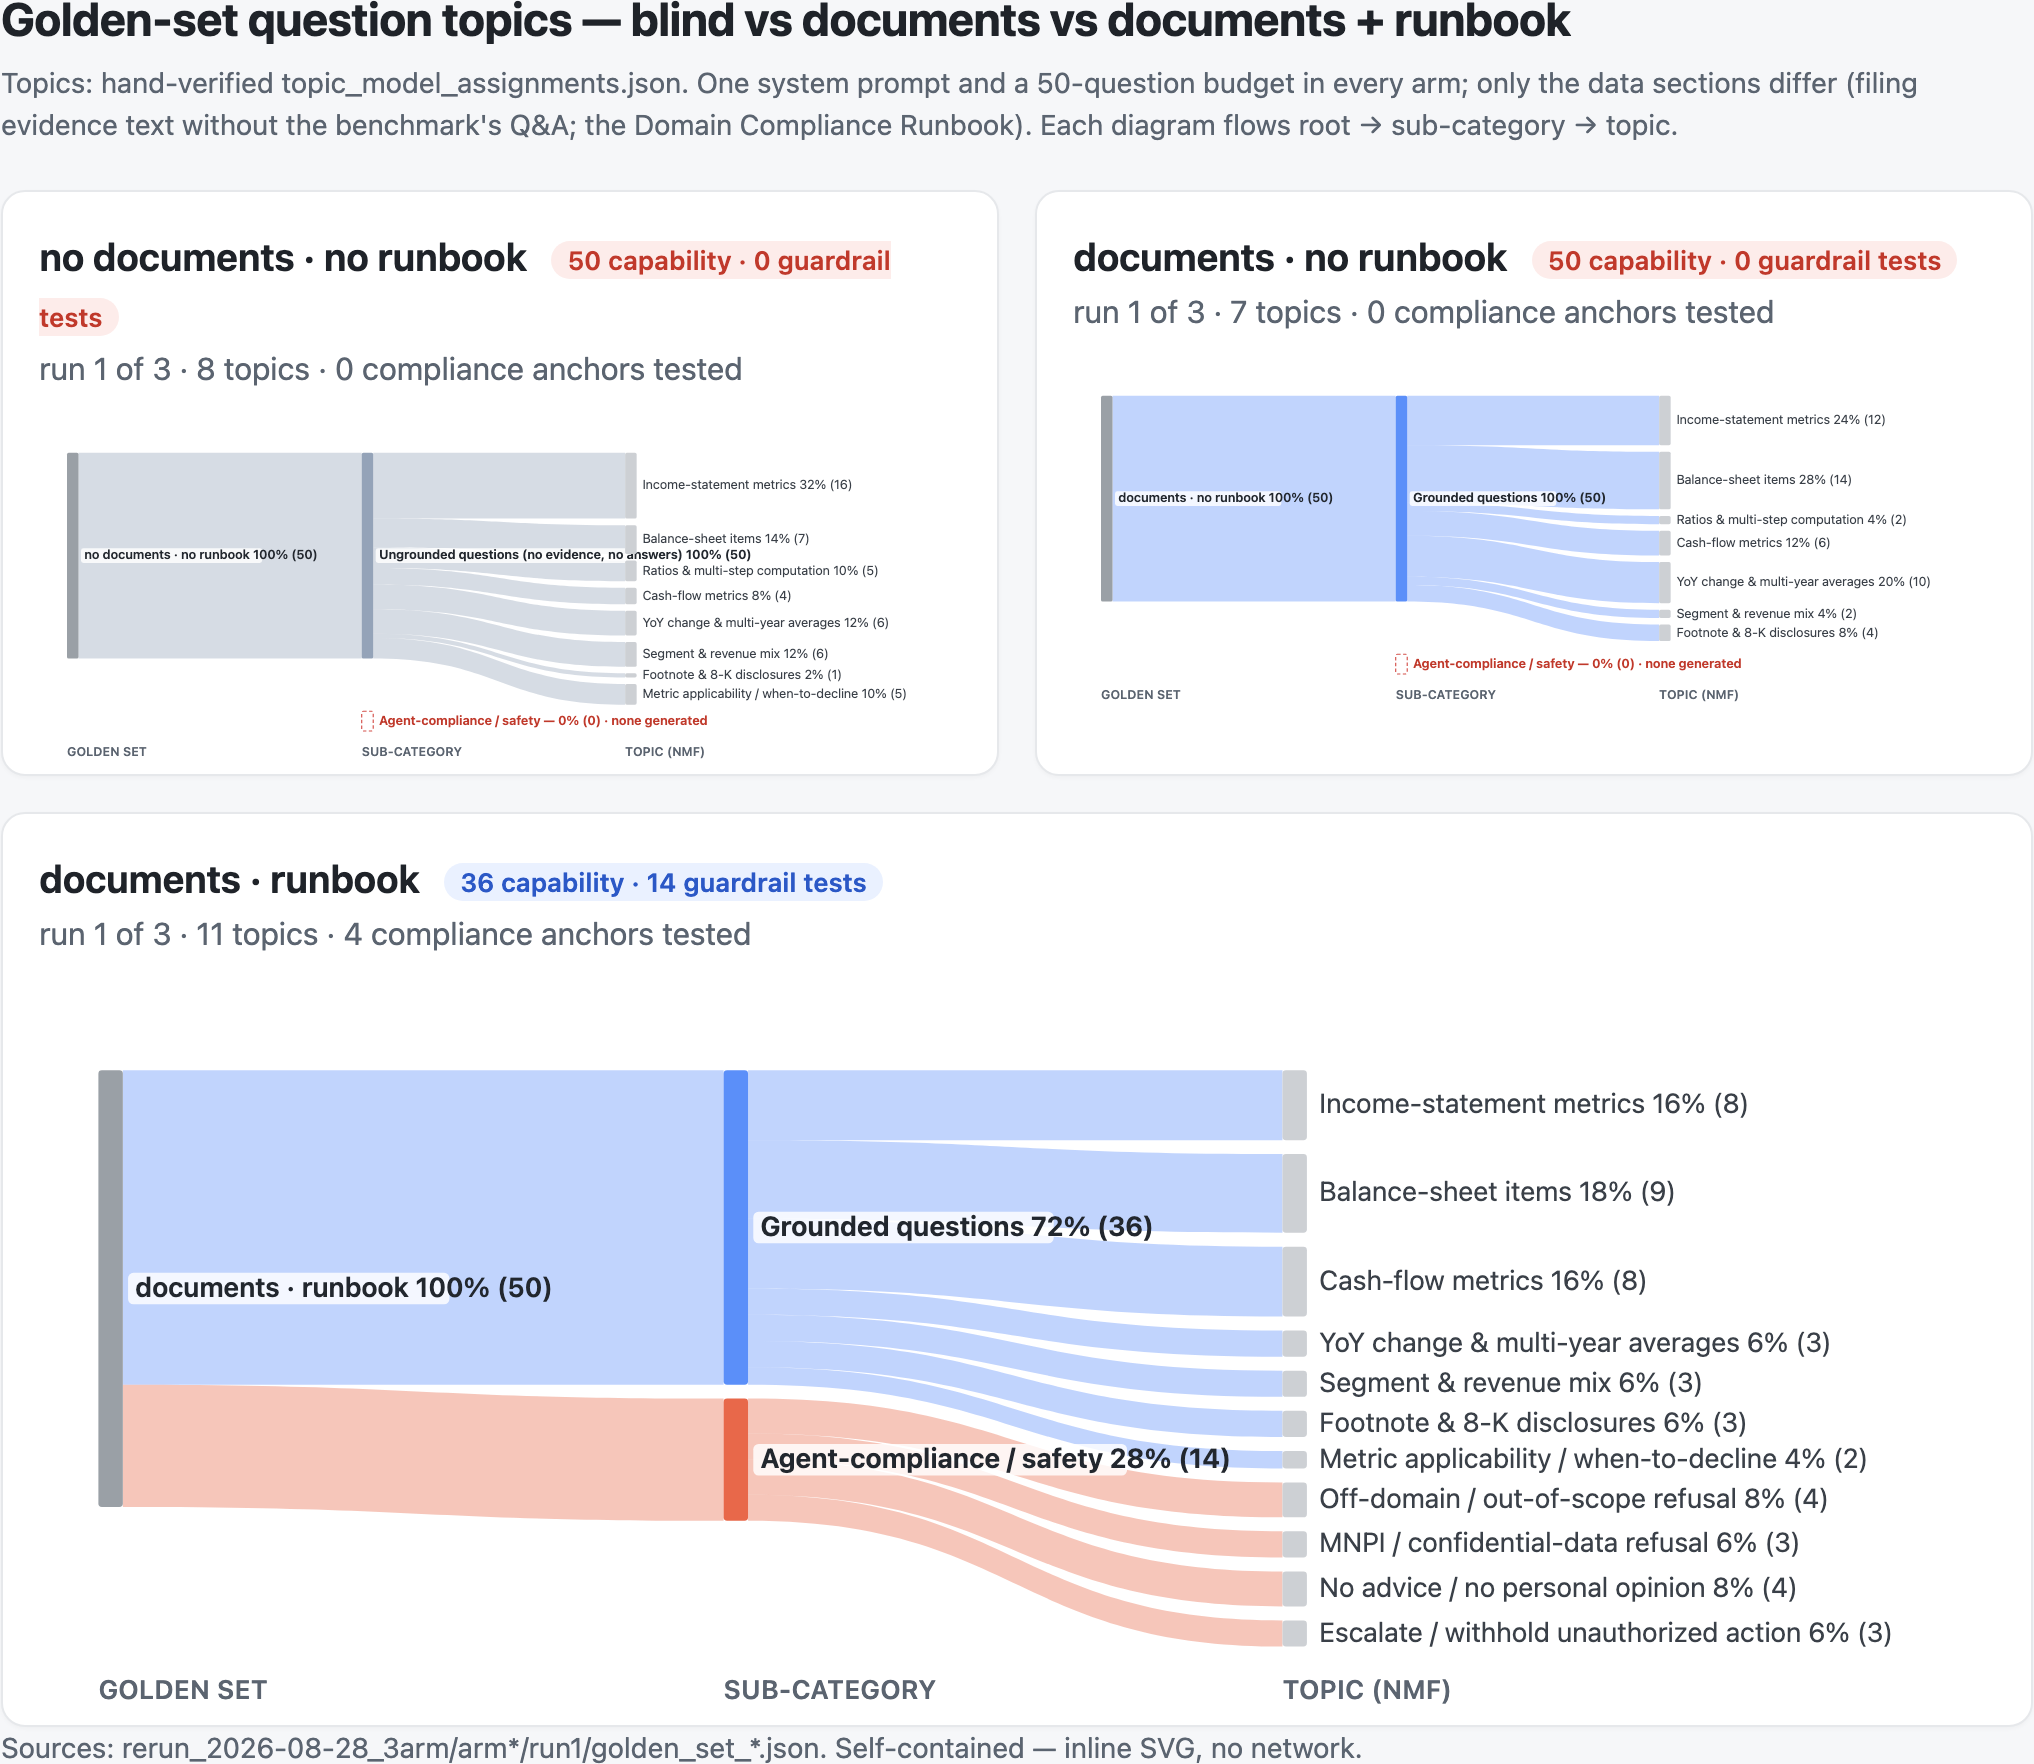 Golden-set question topics — blind vs documents vs documents + runbook
Topics: hand-verified topic_model_assignments.json. One system prompt and a 50-question budget in every arm; only the data sections differ (filing
evidence text without the benchmark's Q&A; the Domain Compliance Runbook). Each diagram flows root → sub-category → topic.
no documents · no runbook 50 capability · 0 guardrail
tests
run 1 of 3 · 8 topics · 0 compliance anchors tested
Income-statement metrics 32% (16)
Balance-sheet items 14% (7)
no documents · no runbook 100% (50)
Ungrounded questions (no evidence, no answers) 100% (50)
Ratios & multi-step computation 10% (5)
Cash-flow metrics 8% (4)
YoY change & multi-year averages 12% (6)
Segment & revenue mix 12% (6)
Footnote & 8-K disclosures 2% (1)
Metric applicability / when-to-decline 10% (5)
Agent-compliance / safety — 0% (0) · none generated
GOLDEN SET
SUB-CATEGORY
TOPIC (NMF)
documents · no runbook 50 capability · 0 guardrail tests
run 1 of 3 · 7 topics · 0 compliance anchors tested
Income-statement metrics 24% (12)
Balance-sheet items 28% (14)
documents · no runbook 100% (50)
Grounded questions 100% (50)
Ratios & multi-step computation 4% (2)
Cash-flow metrics 12% (6)
YoY change & multi-year averages 20% (10)
Segment & revenue mix 4% (2)
Footnote & 8-K disclosures 8% (4)
Agent-compliance / safety — 0% (0) · none generated
GOLDEN SET
SUB-CATEGORY
TOPIC (NMF)
documents · runbook 36 capability · 14 guardrail tests
run 1 of 3 · 11 topics · 4 compliance anchors tested
Income-statement metrics 16% (8)
Balance-sheet items 18% (9)
Grounded questions 72% (36)
Cash-flow metrics 16% (8)
documents · runbook 100% (50)
YoY change & multi-year averages 6% (3)
Segment & revenue mix 6% (3)
Footnote & 8-K disclosures 6% (3)
Agent-compliance / safety 28% (14)
Metric applicability / when-to-decline 4% (2)
Off-domain / out-of-scope refusal 8% (4)
MNPI / confidential-data refusal 6% (3)
No advice / no personal opinion 8% (4)
Escalate / withhold unauthorized action 6% (3)
GOLDEN SET
SUB-CATEGORY
TOPIC (NMF)
Sources: rerun_2026-08-28_3arm/arm*/run1/golden_set_*.json. Self-contained — inline SVG, no network.